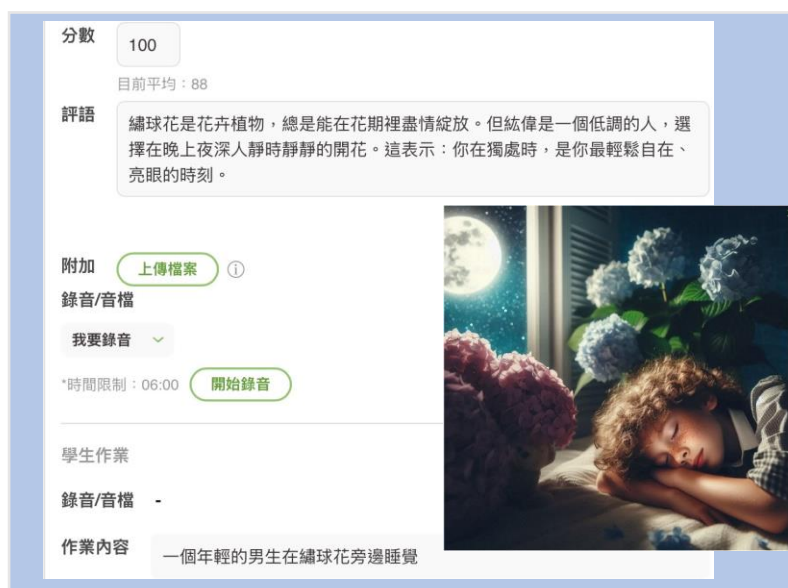 分數
100
目前平均：88
評語
繡球花是花卉植物，總是能在花期裡盡情綻放。但紘偉是一個低調的人，選
擇在晚上夜深人靜時靜靜的開花。這表示：你在獨處時，是你最輕鬆自在、
亮眼的時刻。
附加
上傳檔案
錄音/音檔
我要錄音
*時間限制：06:00
開始錄音
學生作業
錄音/音檔
-
作業內容
一個年輕的男生在繡球花旁邊睡覺